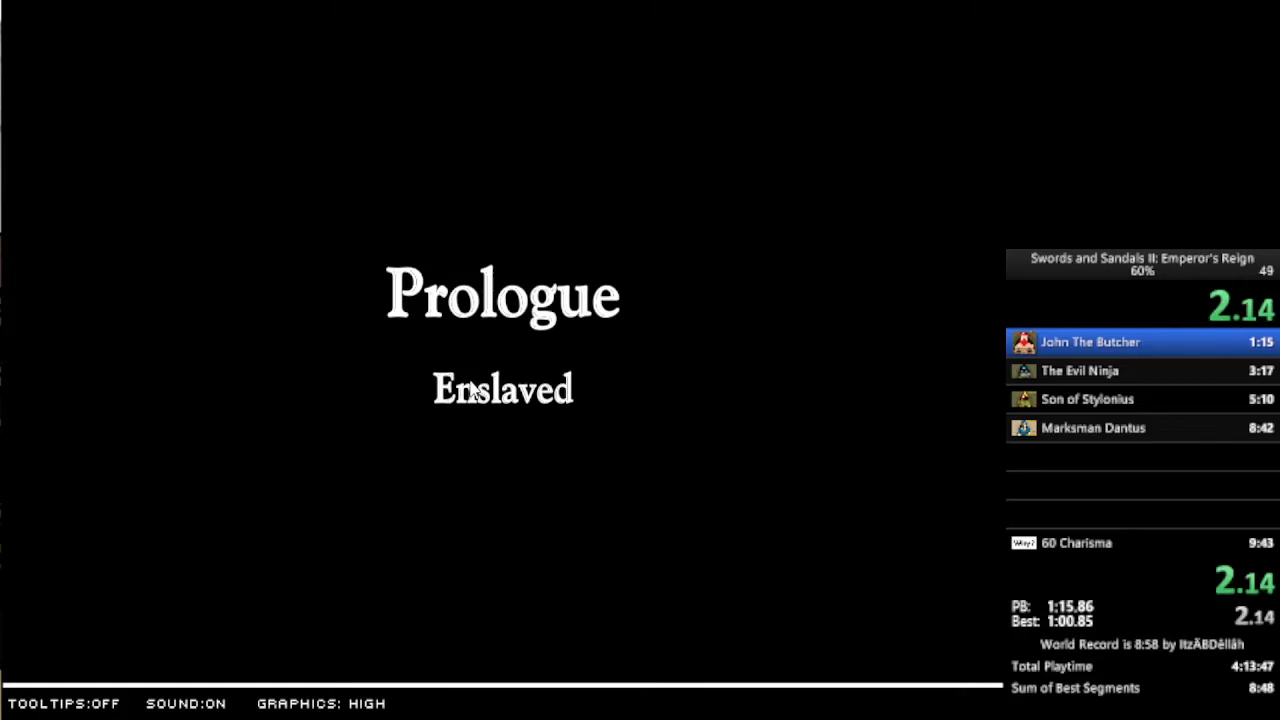 Prologue
Enslaved
Swords and Sandals II: Emperor's Reign
60% 49
2.14
John The Butcher 1:15
The Evil Ninja 3:17
Son of Stylonius 5:10
Marksman Dantus 8:42
Why? 60 Charisma 9:43
2.14
PB: 1:15.86
Best: 1:00.85 2.14
World Record is 8:58 by ItzÄBDêllâh
Total Playtime 4:13:47
Sum of Best Segments 8:48
TOOLTIPS:OFF SOUND:ON GRAPHICS: HIGH